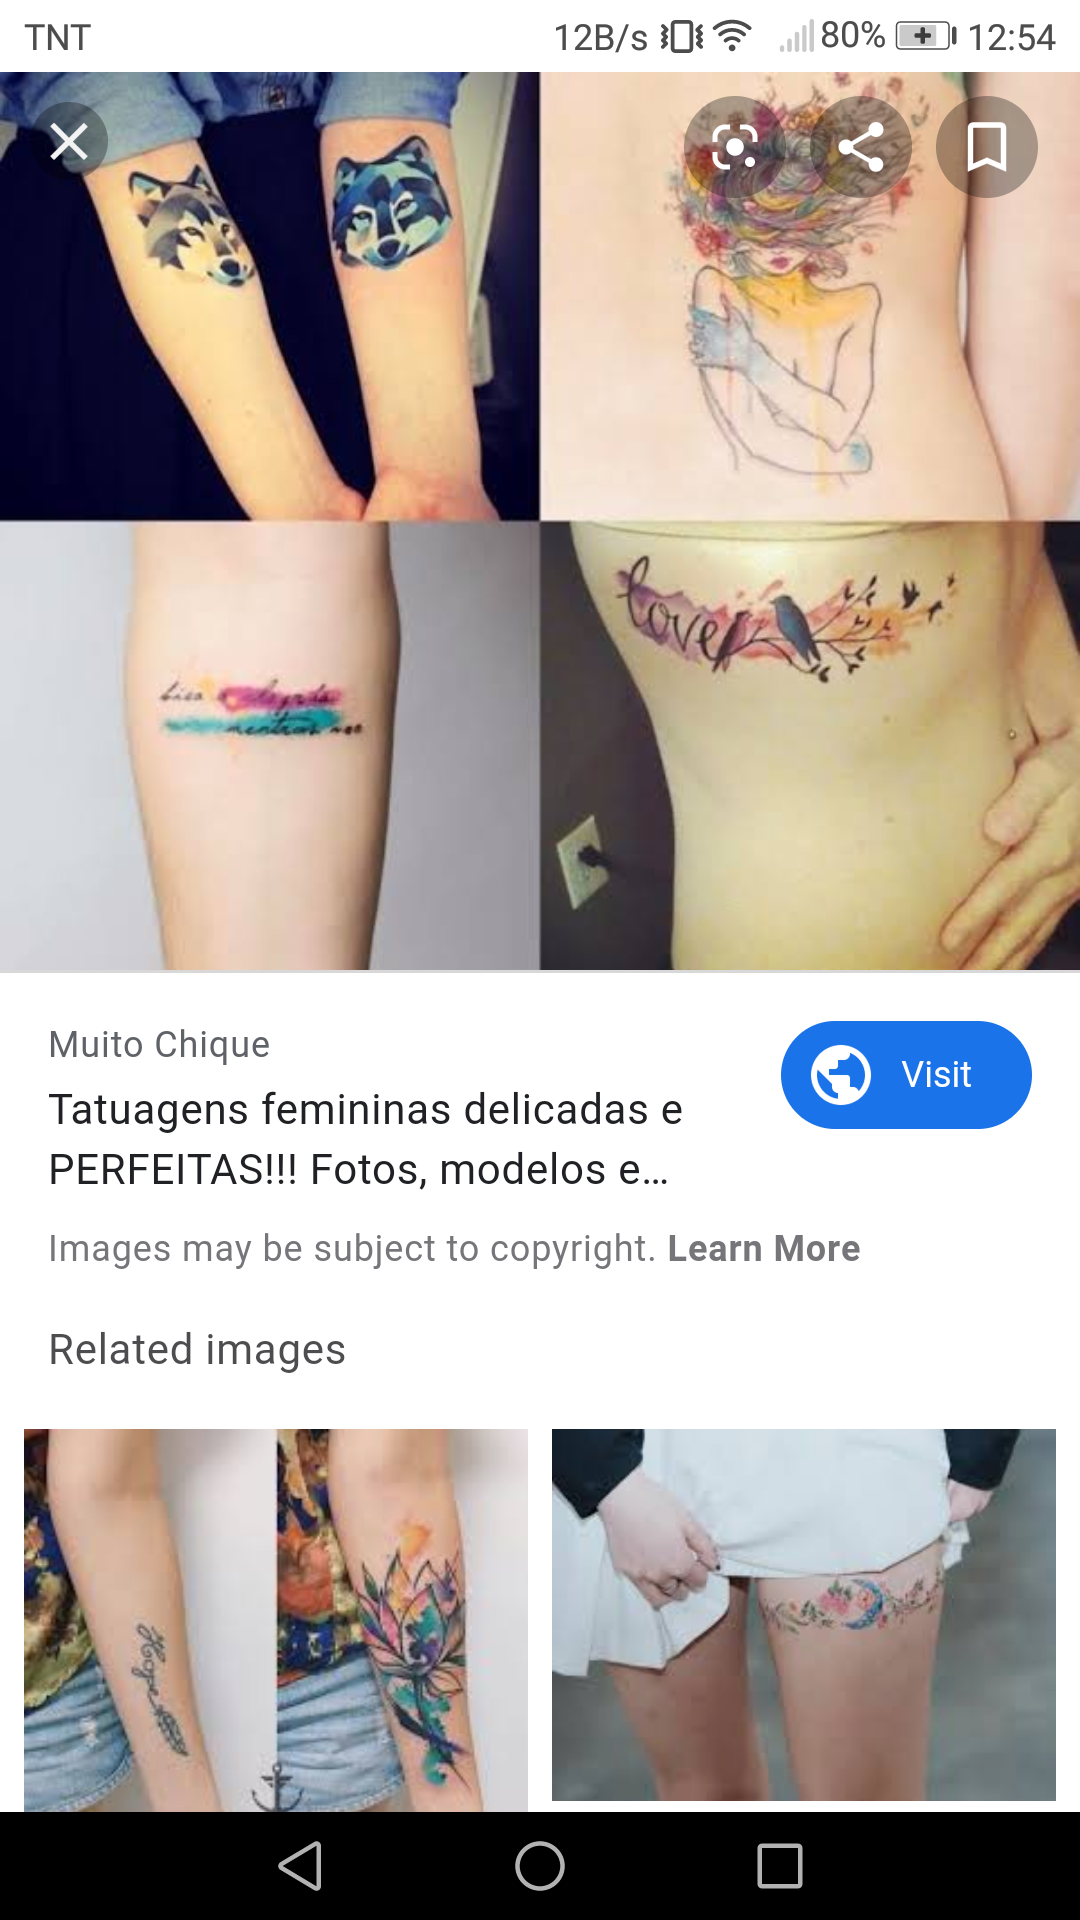 TNT 12B/s 80% 12:54
love
Muito Chique
Visit
Tatuagens femininas delicadas e
PERFEITAS!!! Fotos, modelos e…
Images may be subject to copyright. Learn More
Related images
Hope